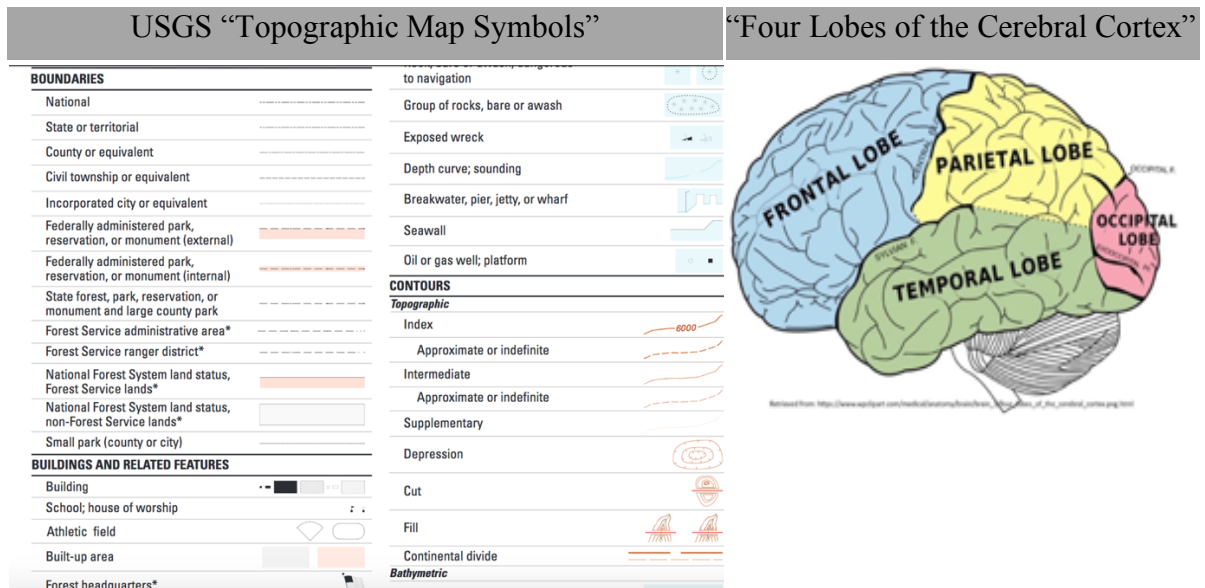 USGS “Topographic Map Symbols”
“Four Lobes of the Cerebral Cortex”
BOUNDARIES
National
State or territorial
County or equivalent
Civil township or equivalent
Incorporated city or equivalent
Federally administered park,
reservation, or monument (external)
Federally administered park,
reservation, or monument (internal)
State forest, park, reservation, or
monument and large county park
Forest Service administrative area*
Forest Service ranger district*
National Forest System land status,
Forest Service lands*
National Forest System land status,
non-Forest Service lands*
Small park (county or city)
BUILDINGS AND RELATED FEATURES
Building
School; house of worship
Athletic field
Built-up area
Forest headquarters*
to navigation
Group of rocks, bare or awash
Exposed wreck
Depth curve; sounding
Breakwater, pier, jetty, or wharf
Seawall
Oil or gas well; platform
CONTOURS
Topographic
Index
6000
Approximate or indefinite
Intermediate
Approximate or indefinite
Supplementary
Depression
Cut
Fill
Continental divide
Bathymetric
FRONTAL LOBE
PARIETAL LOBE
OCCIPITAL F.
OCCIPITAL
LOBE
SYLVIAN F.
TEMPORAL LOBE